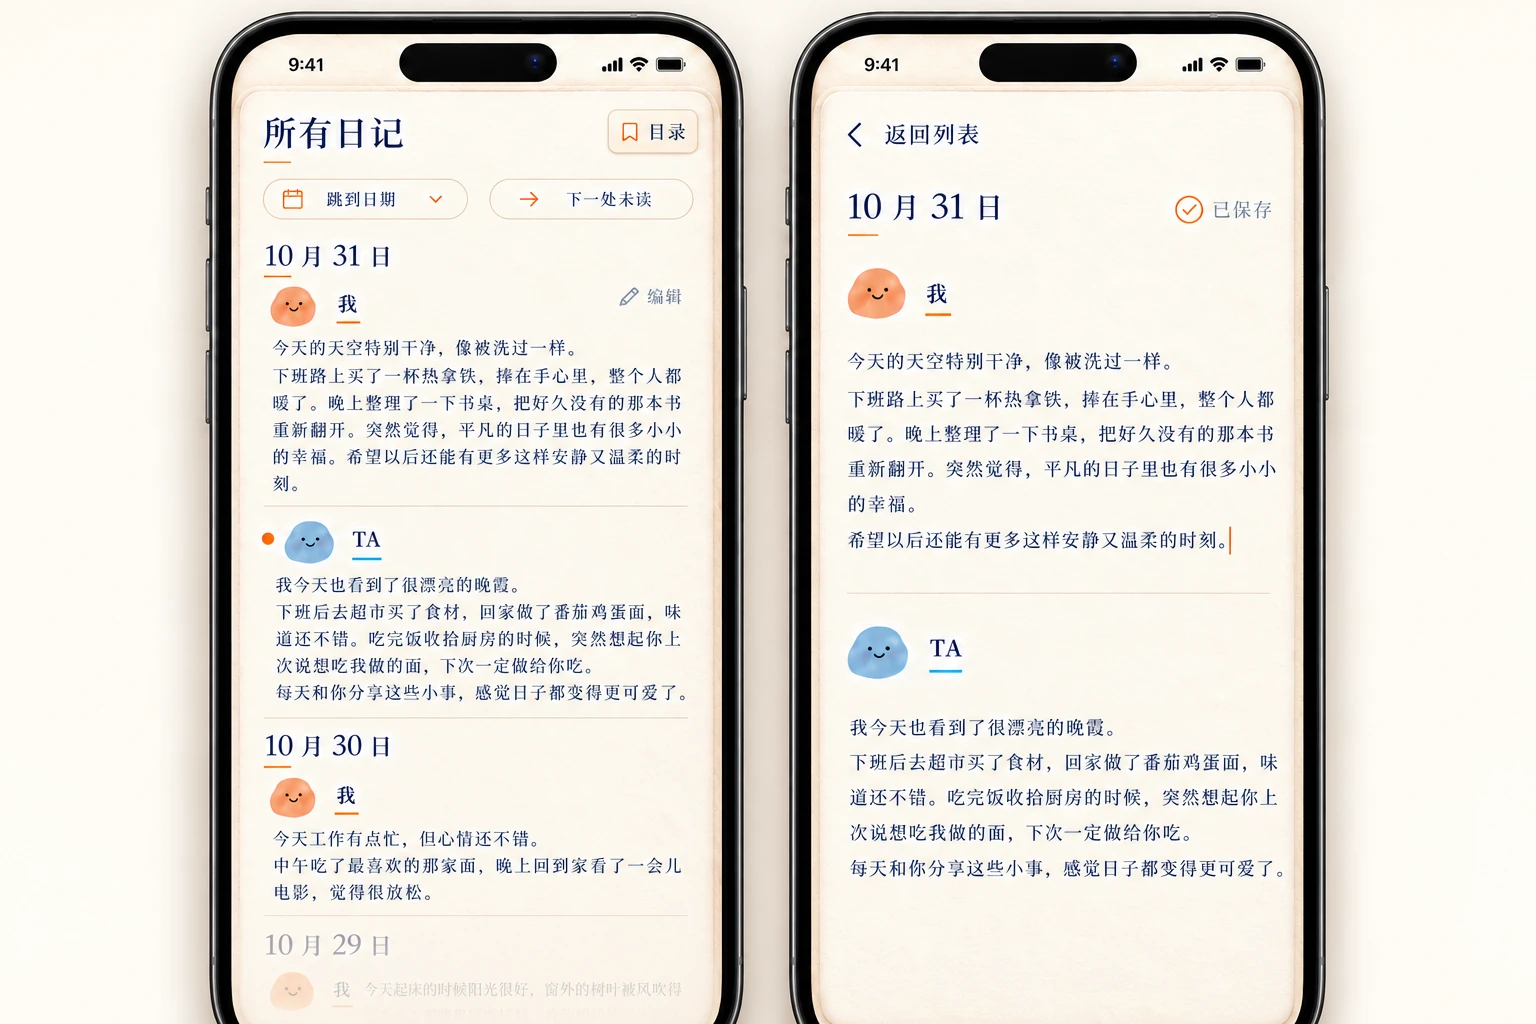 9:41
所有日记
目录
跳到日期
下一处未读
10 月 31 日
我
编辑
今天的天空特别干净，像被洗过一样。
下班路上买了一杯热拿铁，捧在手心里，整个人都
暖了。晚上整理了一下书桌，把好久没有的那本书
重新翻开。突然觉得，平凡的日子里也有很多小小
的幸福。希望以后还能有更多这样安静又温柔的时
刻。
TA
我今天也看到了很漂亮的晚霞。
下班后去超市买了食材，回家做了番茄鸡蛋面，味
道还不错。吃完饭收拾厨房的时候，突然想起你上
次说想吃我做的面，下次一定做给你吃。
每天和你分享这些小事，感觉日子都变得更可爱了。
10 月 30 日
我
今天工作有点忙，但心情还不错。
中午吃了最喜欢的那家面，晚上回到家看了一会儿
电影，觉得很放松。
10 月 29 日
我
今天起床的时候阳光很好，窗外的树叶被风吹得
9:41
返回列表
10 月 31 日
已保存
我
今天的天空特别干净，像被洗过一样。
下班路上买了一杯热拿铁，捧在手心里，整个人都
暖了。晚上整理了一下书桌，把好久没有的那本书
重新翻开。突然觉得，平凡的日子里也有很多小小
的幸福。
希望以后还能有更多这样安静又温柔的时刻。
TA
我今天也看到了很漂亮的晚霞。
下班后去超市买了食材，回家做了番茄鸡蛋面，味
道还不错。吃完饭收拾厨房的时候，突然想起你上
次说想吃我做的面，下次一定做给你吃。
每天和你分享这些小事，感觉日子都变得更可爱了。